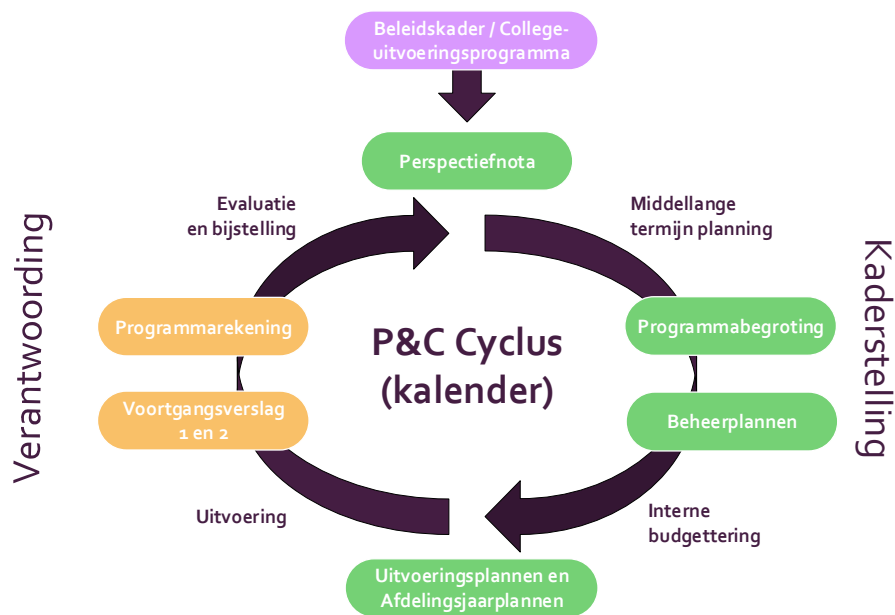 Beleidskader / College-
uitvoeringsprogramma
Perspectiefnota
Evaluatie
en bijstelling
Middellange
termijn planning
Verantwoording
Kaderstelling
Programmarekening
Programmabegroting
P&C Cyclus
(kalender)
Voortgangsverslag
1 en 2
Beheerplannen
Uitvoering
Interne
budgettering
Uitvoeringsplannen en
Afdelingsjaarplannen